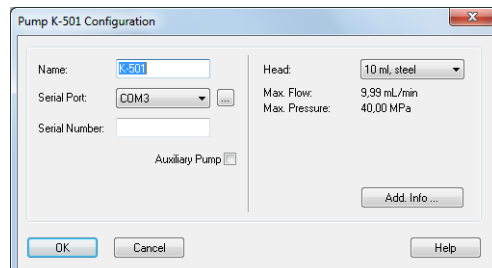 Pump K-501 Configuration
Name: K-501
Serial Port: COM3 ...
Serial Number:
Auxiliary Pump
Head: 10 ml, steel
Max. Flow: 9,99 mL/min
Max. Pressure: 40,00 MPa
Add. Info ...
OK Cancel Help